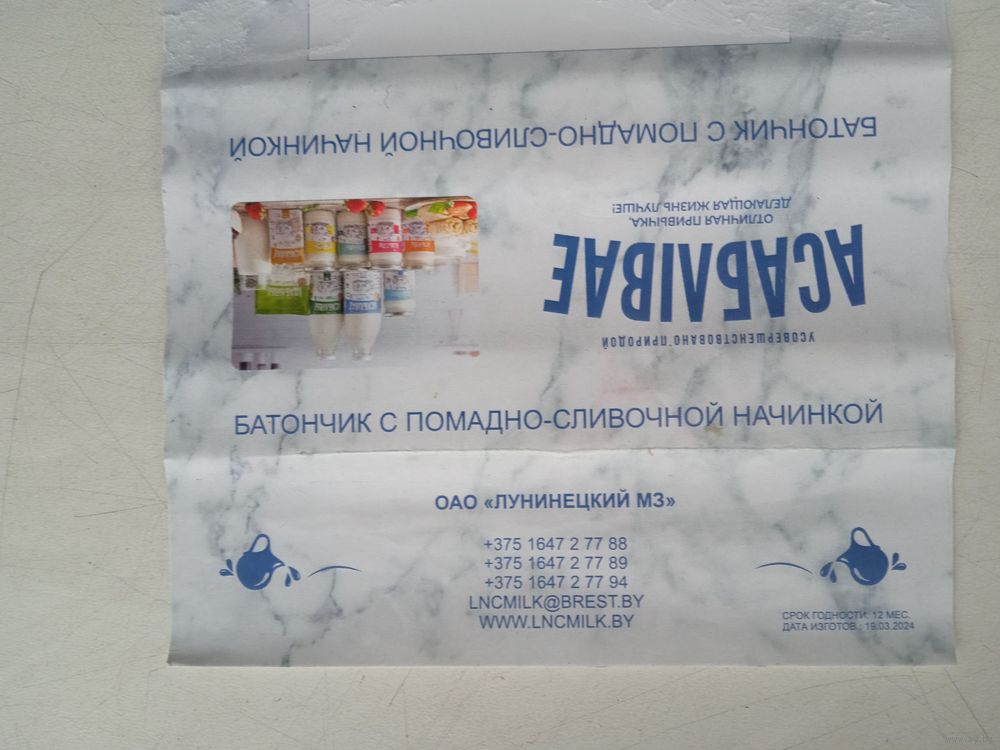 БАТОНЧИК С ПОМАДНО-СЛИВОЧНОЙ НАЧИНКОЙ
УСОВЕРШЕНСТВОВАНО ПРИРОДОЙ
АСАБЛІВАЕ
ОТЛИЧНАЯ ПРИВЫЧКА,
ДЕЛАЮЩАЯ ЖИЗНЬ ЛУЧШЕ!
БАТОНЧИК С ПОМАДНО-СЛИВОЧНОЙ НАЧИНКОЙ
ОАО «ЛУНИНЕЦКИЙ МЗ»
+375 1647 2 77 88
+375 1647 2 77 89
+375 1647 2 77 94
LNCMILK@BREST.BY
WWW.LNCMILK.BY
СРОК ГОДНОСТИ: 12 МЕС.
ДАТА ИЗГОТОВ.: 19.03.2024